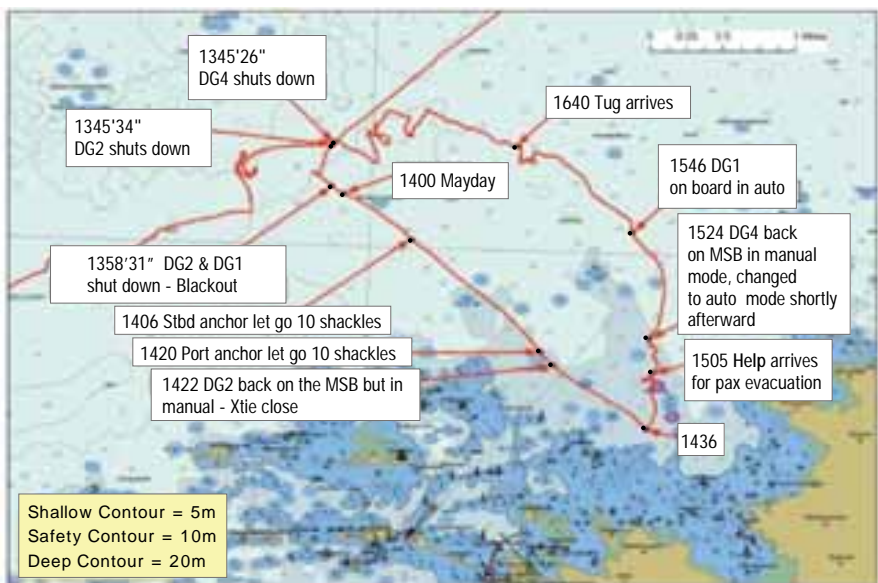 1345'26"
DG4 shuts down
1345'34"
DG2 shuts down
1640 Tug arrives
1400 Mayday
1546 DG1
on board in auto
1358'31" DG2 & DG1
shut down - Blackout
1524 DG4 back
on MSB in manual
mode, changed
to auto mode shortly
afterward
1406 Stbd anchor let go 10 shackles
1420 Port anchor let go 10 shackles
1422 DG2 back on the MSB but in
manual - Xtie close
1505 Help arrives
for pax evacuation
1436
Shallow Contour = 5m
Safety Contour = 10m
Deep Contour = 20m